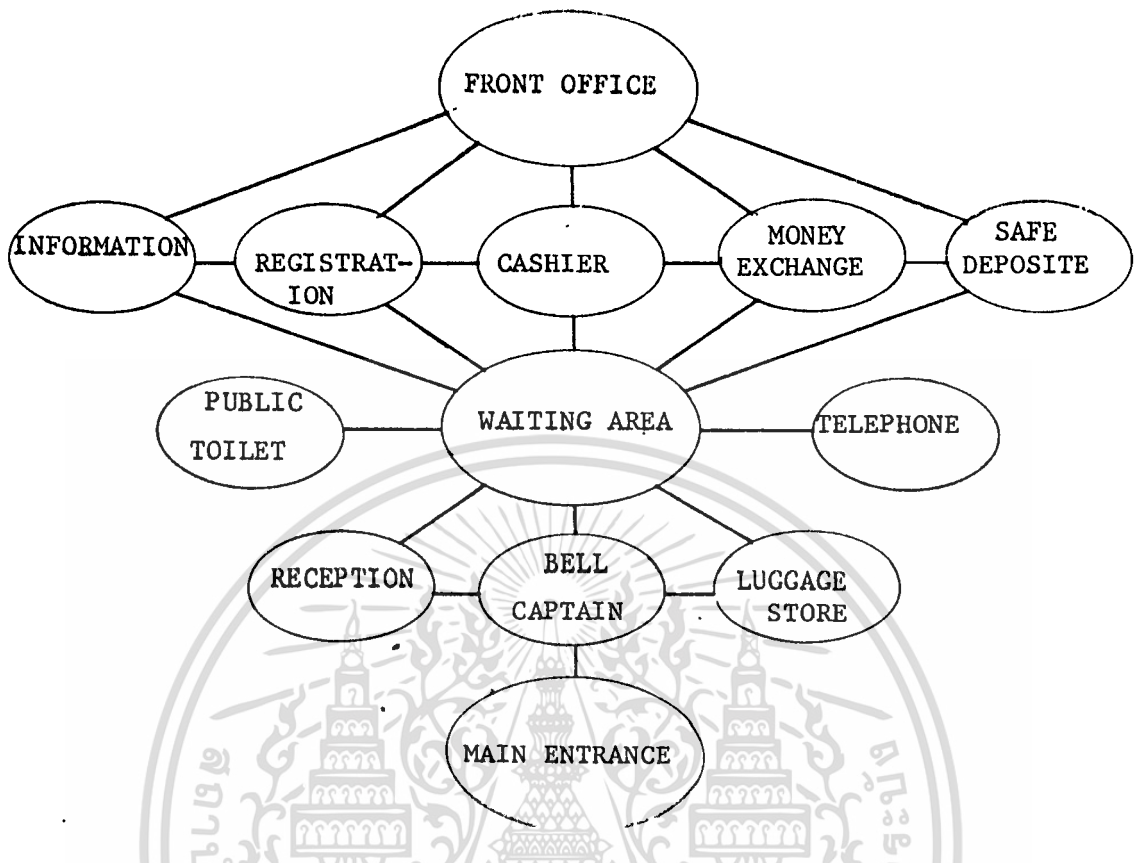 FRONT OFFICE
INFORMATION
REGISTRAT-
ION
CASHIER
MONEY
EXCHANGE
SAFE
DEPOSITE
PUBLIC
TOILET
WAITING AREA
TELEPHONE
RECEPTION
BELL
CAPTAIN
LUGGAGE
STORE
MAIN ENTRANCE